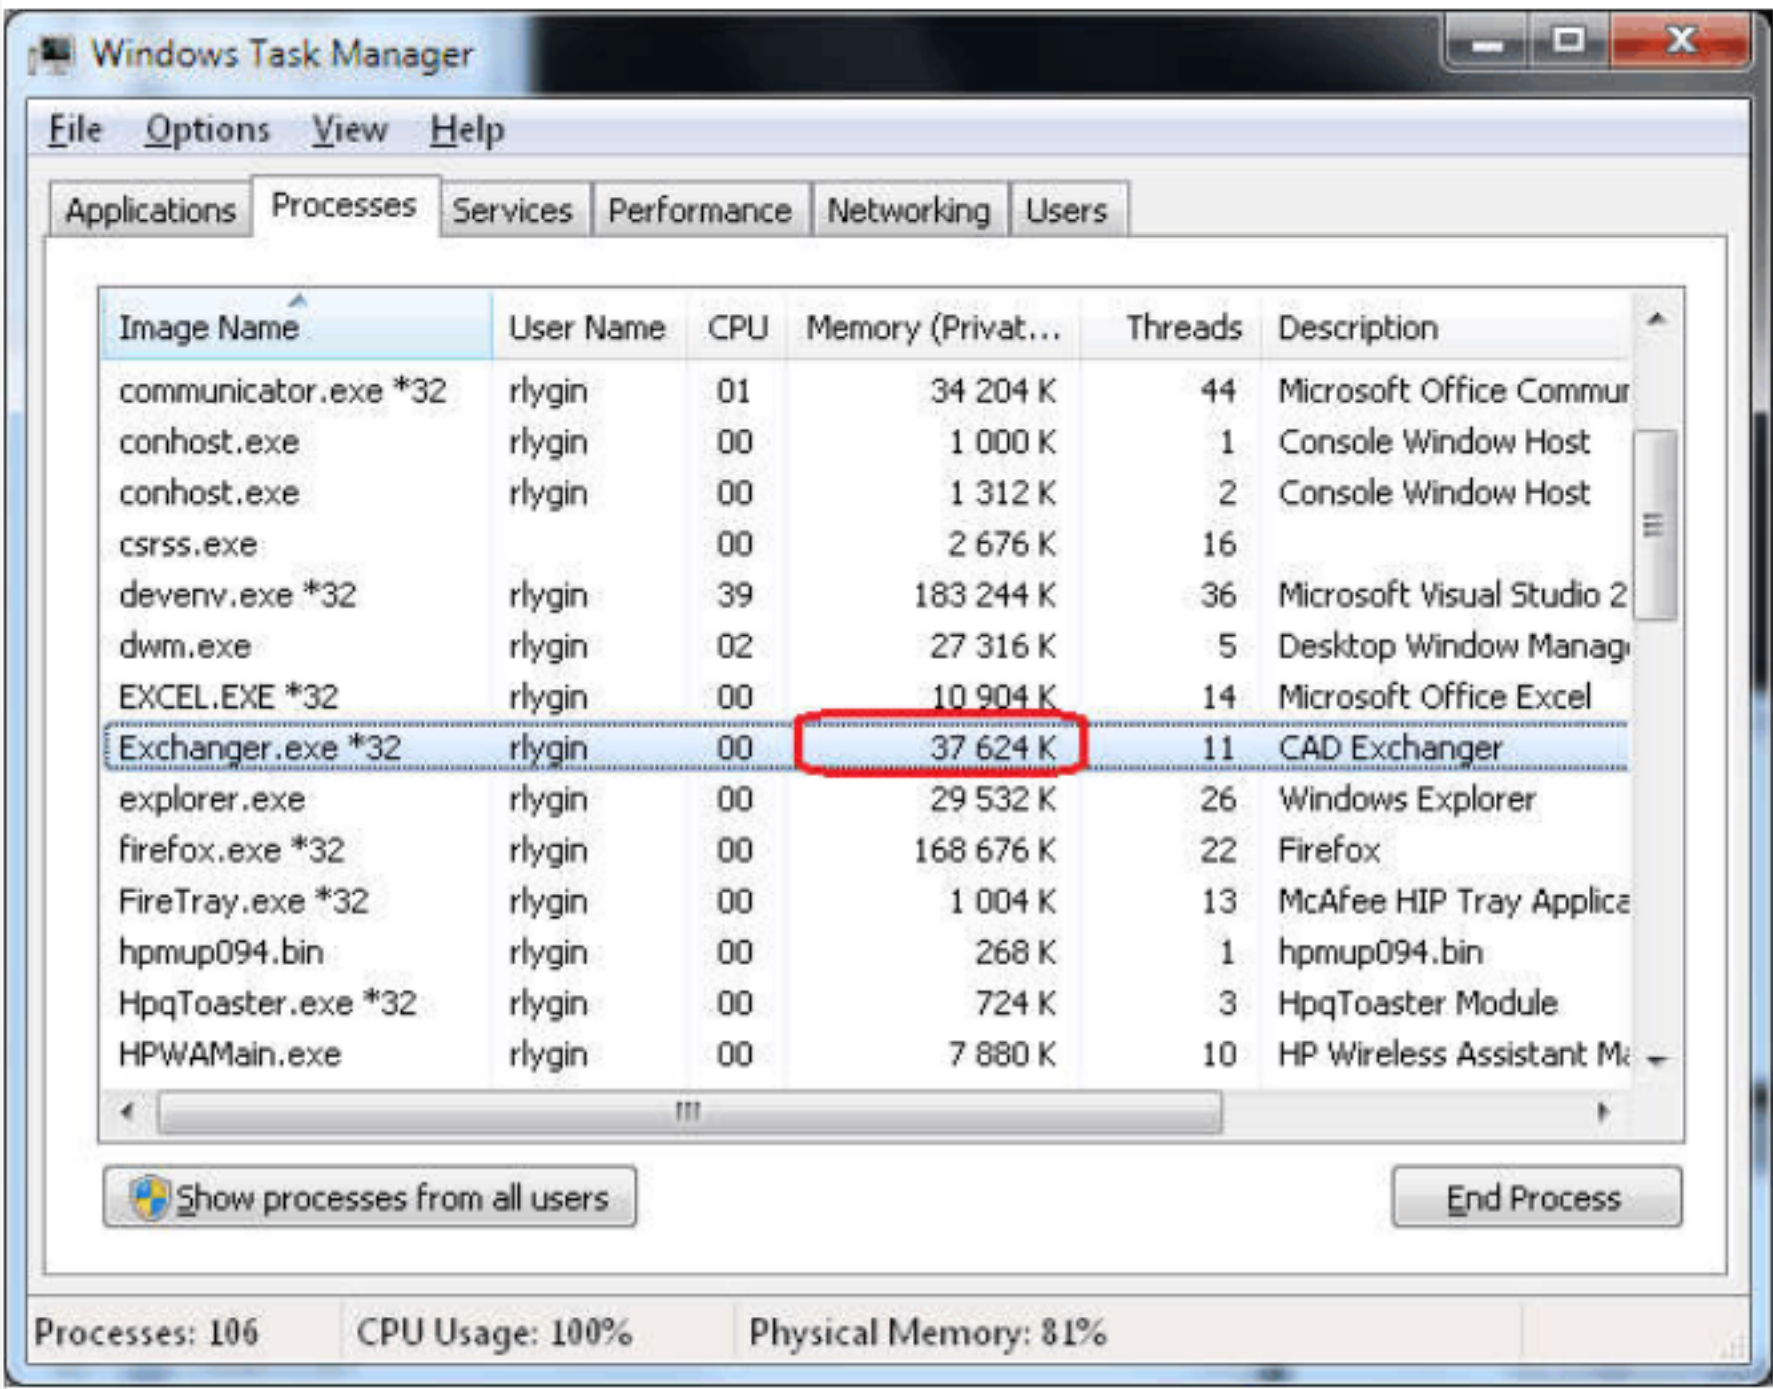 Windows Task Manager
File Options View Help
Applications Processes Services Performance Networking Users
Image Name User Name CPU Memory (Privat... Threads Description
communicator.exe *32 rlygin 01 34 204 K 44 Microsoft Office Commun
conhost.exe rlygin 00 1 000 K 1 Console Window Host
conhost.exe rlygin 00 1 312 K 2 Console Window Host
csrss.exe 00 2 676 K 16
devenv.exe *32 rlygin 39 183 244 K 36 Microsoft Visual Studio 2
dwm.exe rlygin 02 27 316 K 5 Desktop Window Manag
EXCEL.EXE *32 rlygin 00 10 904 K 14 Microsoft Office Excel
Exchanger.exe *32 rlygin 00 37 624 K 11 CAD Exchanger
explorer.exe rlygin 00 29 532 K 26 Windows Explorer
firefox.exe *32 rlygin 00 168 676 K 22 Firefox
FireTray.exe *32 rlygin 00 1 004 K 13 McAfee HIP Tray Applica
hpmup094.bin rlygin 00 268 K 1 hpmup094.bin
HpqToaster.exe *32 rlygin 00 724 K 3 HpqToaster Module
HPWAMain.exe rlygin 00 7 880 K 10 HP Wireless Assistant Ma
Show processes from all users End Process
Processes: 106 CPU Usage: 100% Physical Memory: 81%